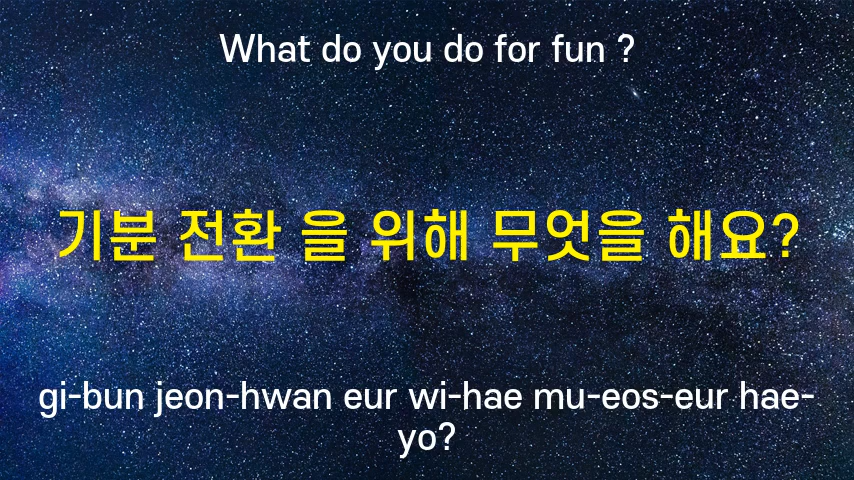 What do you do for fun ?
기분 전환 을 위해 무엇을 해요?
gi-bun jeon-hwan eur wi-hae mu-eos-eur hae-
yo?